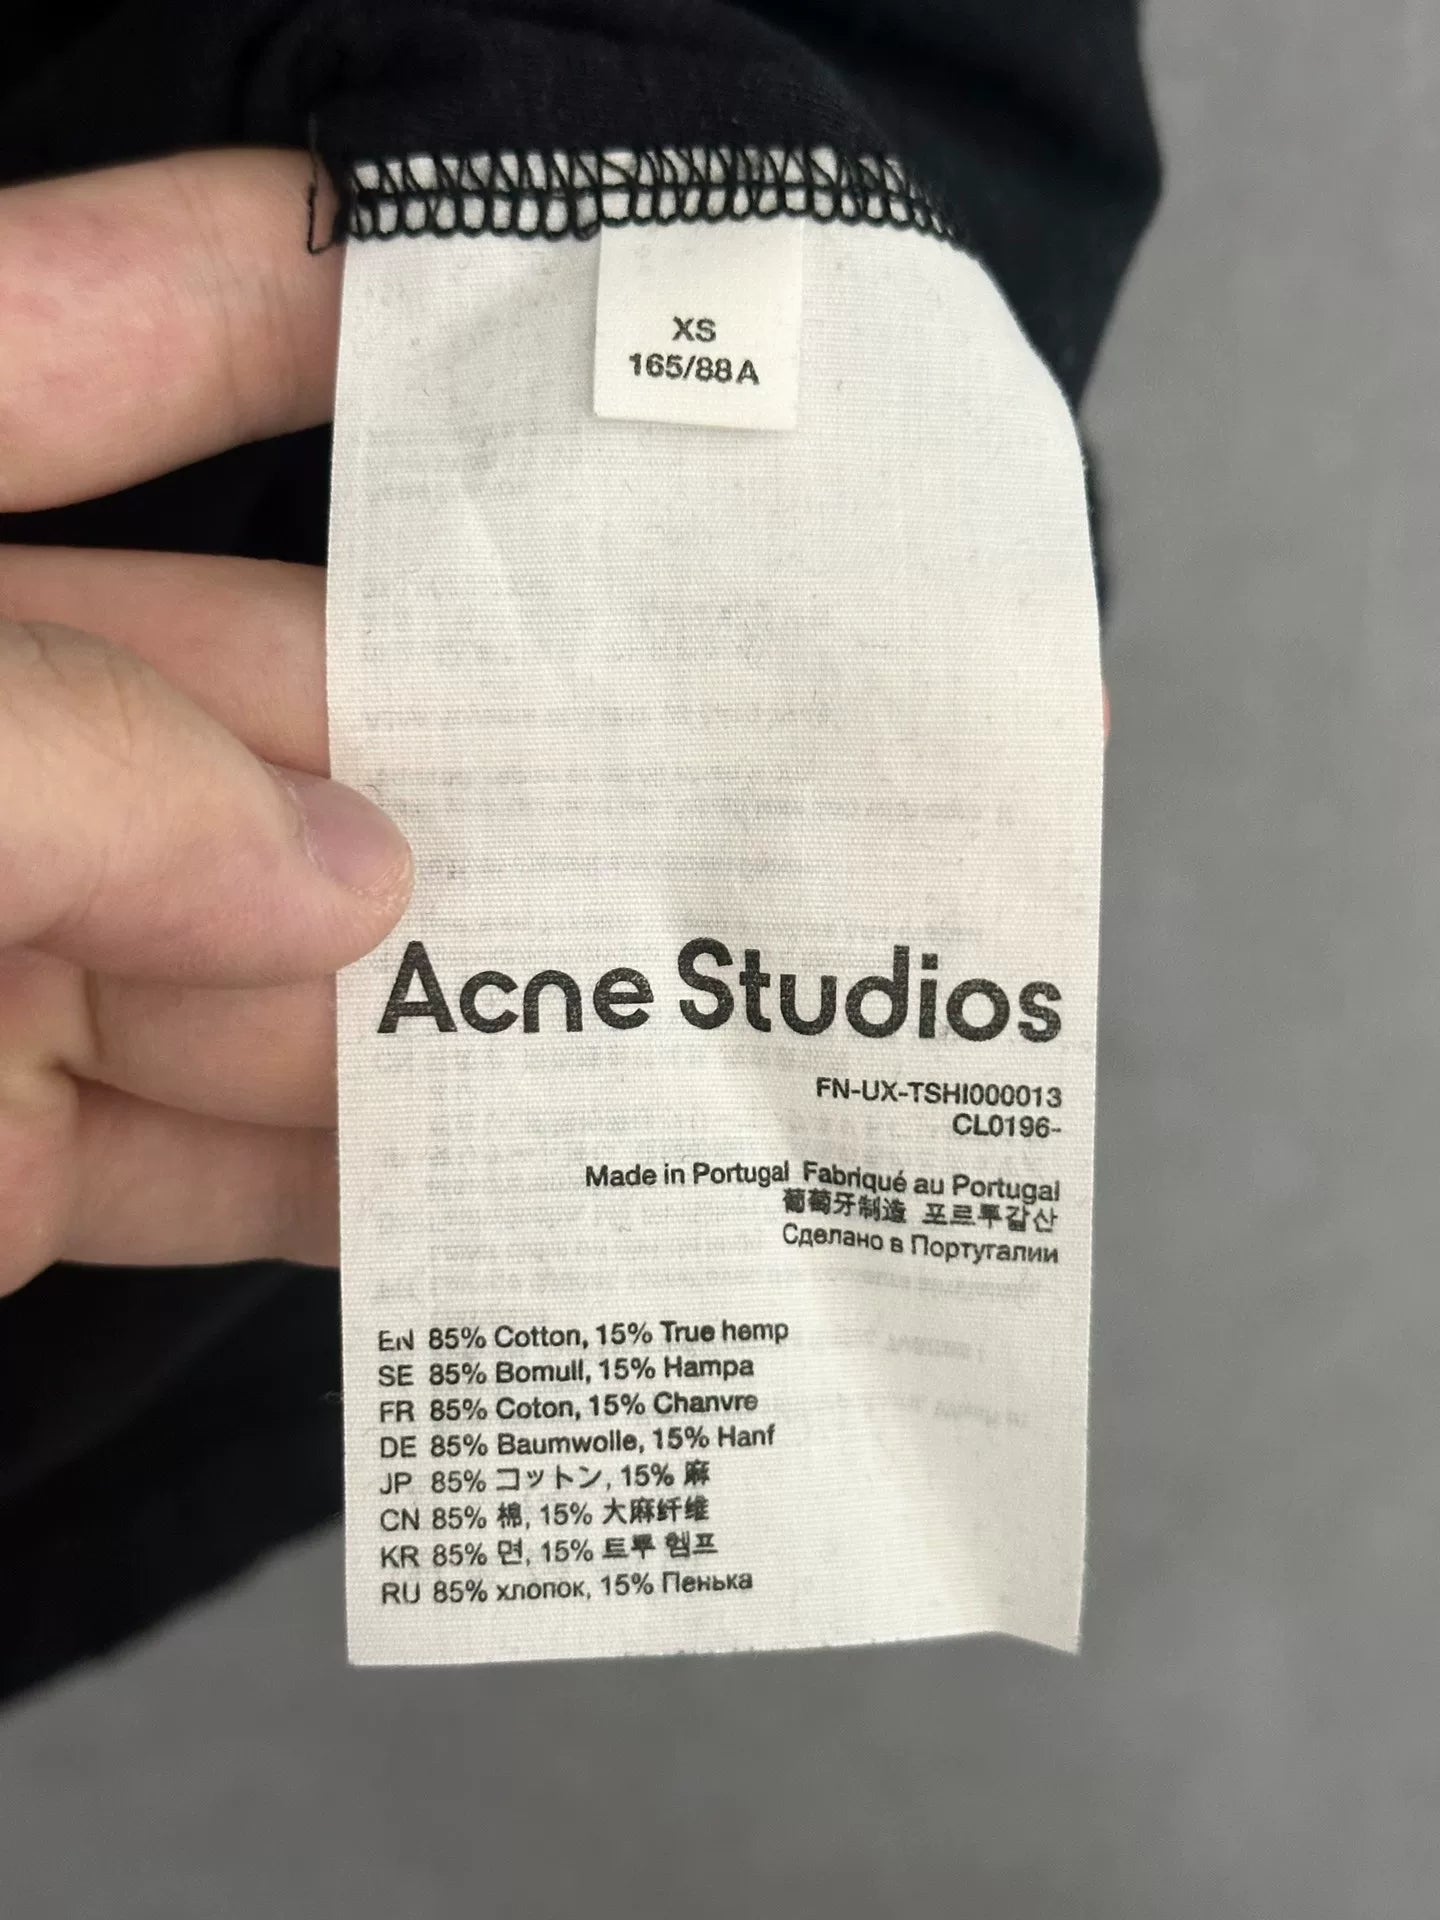 XS
165/88A
Acne Studios
FN-UX-TSHI000013
CL0196-
Made in Portugal Fabriqué au Portugal
葡萄牙制造 포르투갈산
Сделано в Португалии
EN 85% Cotton, 15% True hemp
SE 85% Bomull, 15% Hampa
FR 85% Coton, 15% Chanvre
DE 85% Baumwolle, 15% Hanf
JP 85% コットン, 15% 麻
CN 85% 棉, 15% 大麻纤维
KR 85% 면, 15% 트루 헴프
RU 85% хлопок, 15% Пенька